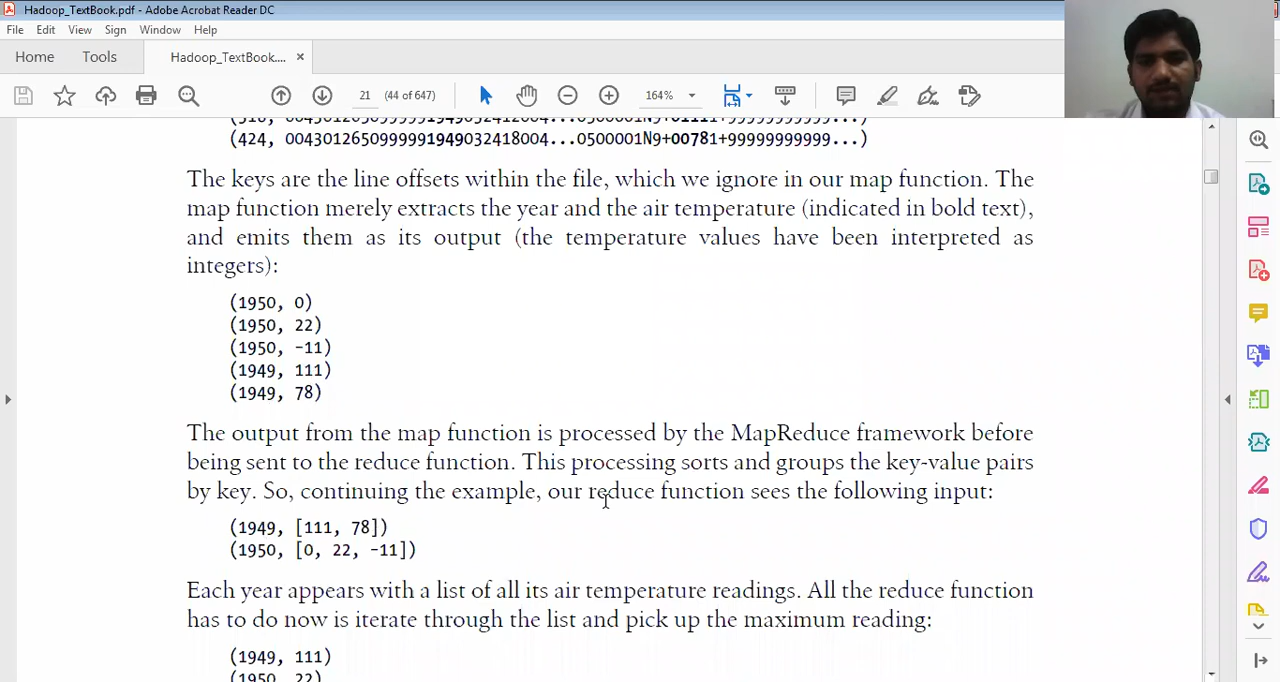 Hadoop_TextBook.pdf - Adobe Acrobat Reader DC
File Edit View Sign Window Help
Home Tools Hadoop_TextBook.... ×
21 (44 of 647) 164%
(424, 0043012650999991949032418004...0500001N9+00781+99999999999...)
The keys are the line offsets within the file, which we ignore in our map function. The
map function merely extracts the year and the air temperature (indicated in bold text),
and emits them as its output (the temperature values have been interpreted as
integers):
(1950, 0)
(1950, 22)
(1950, −11)
(1949, 111)
(1949, 78)
The output from the map function is processed by the MapReduce framework before
being sent to the reduce function. This processing sorts and groups the key-value pairs
by key. So, continuing the example, our reduce function sees the following input:
(1949, [111, 78])
(1950, [0, 22, −11])
Each year appears with a list of all its air temperature readings. All the reduce function
has to do now is iterate through the list and pick up the maximum reading:
(1949, 111)
(1950, 22)